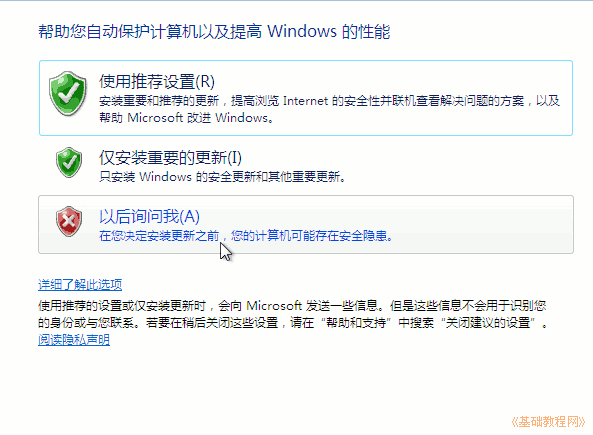 帮助您自动保护计算机以及提高 Windows 的性能
使用推荐设置(R)
安装重要和推荐的更新，提高浏览 Internet 的安全性并联机查看解决问题的方案，以及
帮助 Microsoft 改进 Windows。
仅安装重要的更新(I)
只安装 Windows 的安全更新和其他重要更新。
以后询问我(A)
在您决定安装更新之前，您的计算机可能存在安全隐患。
详细了解此选项
使用推荐的设置或仅安装更新时，会向 Microsoft 发送一些信息。但是这些信息不会用于识别您
的身份或与您联系。若要在稍后关闭这些设置，请在“帮助和支持”中搜索“关闭建议的设置”。
阅读隐私声明
《基础教程网》